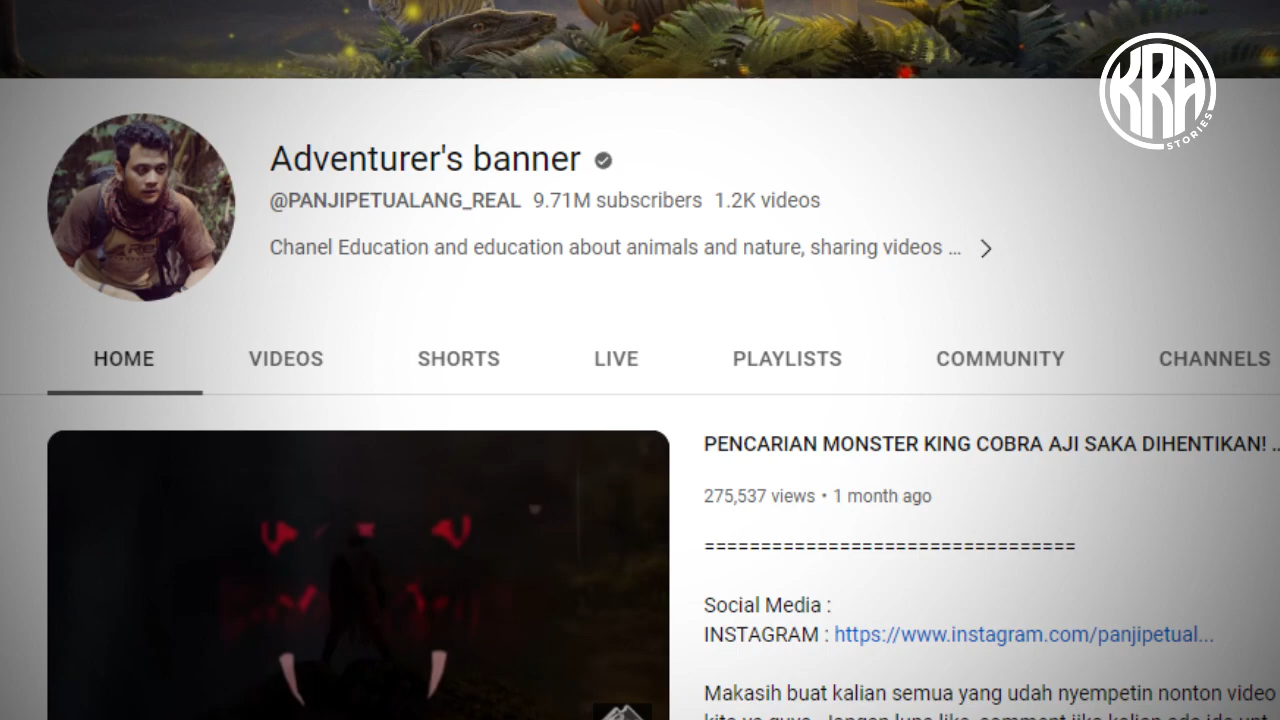 KRA
STORIES
Adventurer's banner
@PANJIPETUALANG_REAL 9.71M subscribers 1.2K videos
Chanel Education and education about animals and nature, sharing videos ...
HOME VIDEOS SHORTS LIVE PLAYLISTS COMMUNITY CHANNELS
PENCARIAN MONSTER KING COBRA AJI SAKA DIHENTIKAN! ..
275,537 views • 1 month ago
=================================
Social Media :
INSTAGRAM : https://www.instagram.com/panjipetual...
Makasih buat kalian semua yang udah nyempetin nonton video